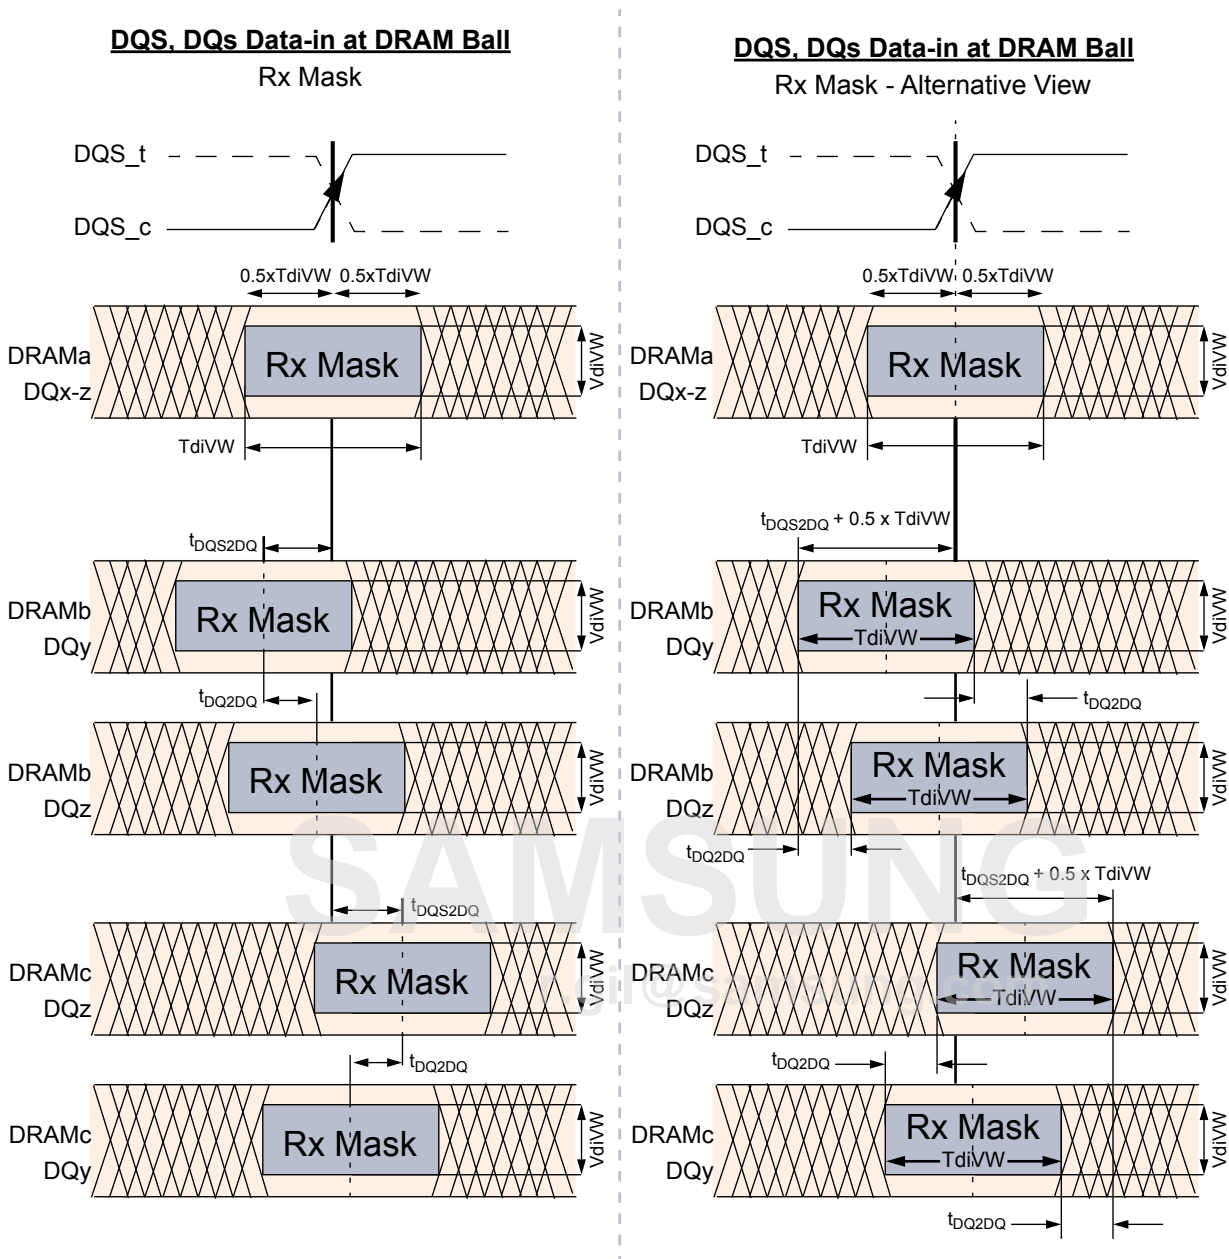 DQS, DQs Data-in at DRAM Ball
Rx Mask
DQS_t
DQS_c
0.5xTdiVW 0.5xTdiVW
DRAMa
DQx-z
Rx Mask
VdiVW
TdiVW
tDQS2DQ
DRAMb
DQy
Rx Mask
VdiVW
tDQ2DQ
DRAMb
DQz
Rx Mask
VdiVW
tDQS2DQ
DRAMc
DQz
Rx Mask
VdiVW
tDQ2DQ
DRAMc
DQy
Rx Mask
VdiVW
DQS, DQs Data-in at DRAM Ball
Rx Mask - Alternative View
DQS_t
DQS_c
0.5xTdiVW 0.5xTdiVW
DRAMa
DQx-z
Rx Mask
VdiVW
TdiVW
tDQS2DQ + 0.5 x TdiVW
DRAMb
DQy
Rx Mask
TdiVW
VdiVW
tDQ2DQ
DRAMb
DQz
Rx Mask
TdiVW
VdiVW
tDQ2DQ
tDQS2DQ + 0.5 x TdiVW
DRAMc
DQz
Rx Mask
TdiVW
VdiVW
tDQ2DQ
DRAMc
DQy
Rx Mask
TdiVW
VdiVW
tDQ2DQ
SAMSUNG
r.gil@samsung.com